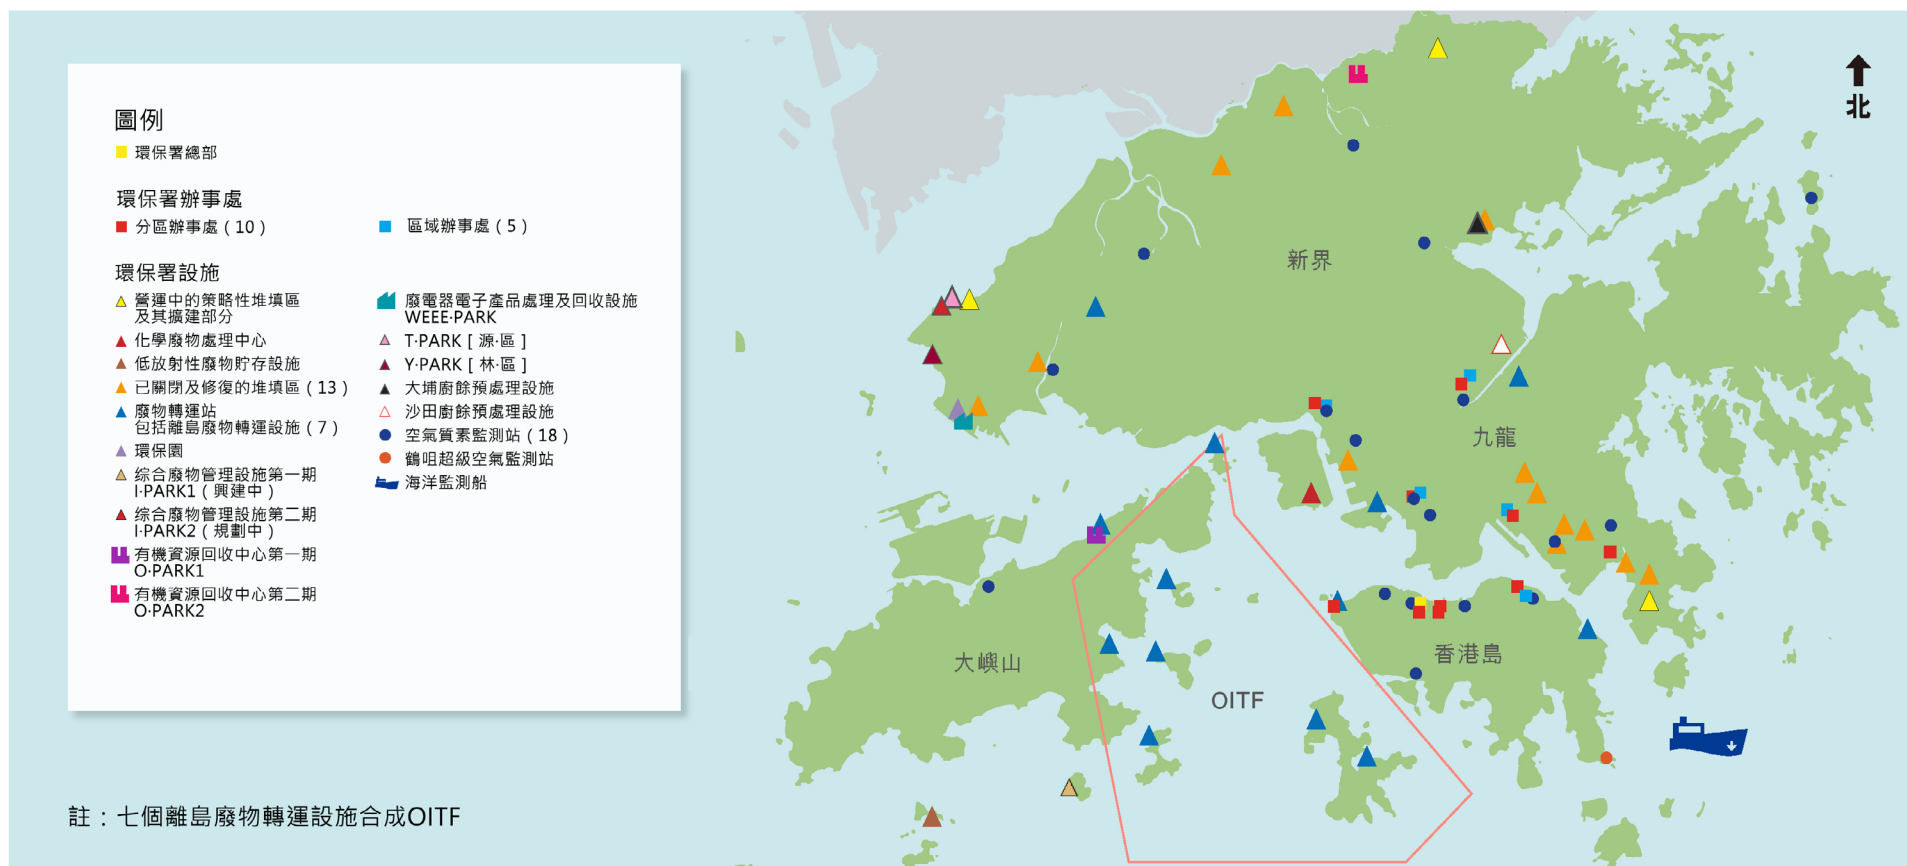 圖例
環保署總部
環保署辦事處
分區辦事處（10）
區域辦事處（5）
環保署設施
營運中的策略性堆填區
及其擴建部分
化學廢物處理中心
低放射性廢物貯存設施
已關閉及修復的堆填區（13）
廢物轉運站
包括離島廢物轉運設施（7）
環保園
綜合廢物管理設施第一期
I·PARK1（興建中）
綜合廢物管理設施第二期
I·PARK2（規劃中）
有機資源回收中心第一期
O·PARK1
有機資源回收中心第二期
O·PARK2
廢電器電子產品處理及回收設施
WEEE·PARK
T·PARK [ 源·區 ]
Y·PARK [ 林·區 ]
大埔廚餘預處理設施
沙田廚餘預處理設施
空氣質素監測站（18）
鶴咀超級空氣監測站
海洋監測船
北
新界
九龍
大嶼山
香港島
OITF
註：七個離島廢物轉運設施合成OITF